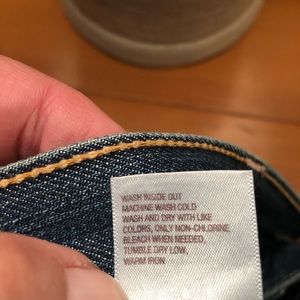 WASH INSIDE OUT
MACHINE WASH COLD
WASH AND DRY WITH LIKE
COLORS, ONLY NON-CHLORINE
BLEACH WHEN NEEDED,
TUMBLE DRY LOW,
WARM IRON